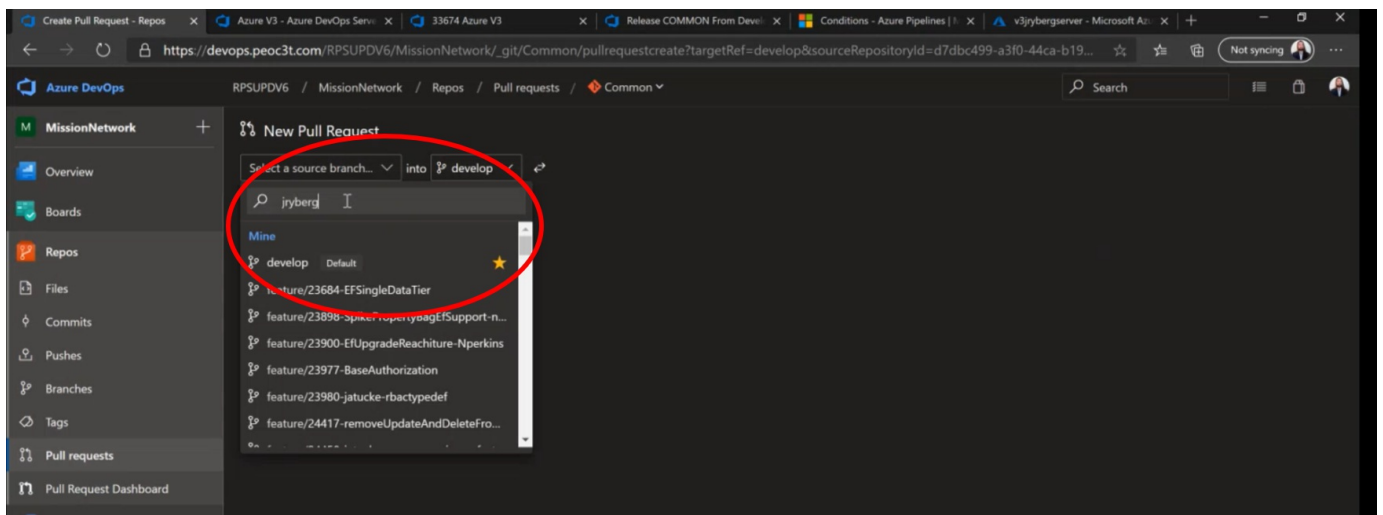 Create Pull Request - Repos
Azure V3 - Azure DevOps Serve
33674 Azure V3
Release COMMON From Devel
Conditions - Azure Pipelines |
v3jrybergserver - Microsoft Az
https://devops.peoc3t.com/RPSUPDV6/MissionNetwork/_git/Common/pullrequestcreate?targetRef=develop&sourceRepositoryId=d7dbc499-a3f0-44ca-b19...
Not syncing
Azure DevOps
RPSUPDV6 / MissionNetwork / Repos / Pull requests / Common
Search
M MissionNetwork
New Pull Request
Select a source branch... into develop
Overview
jryberg
Boards
Mine
Repos
develop Default
Files
feature/23684-EFSingleDataTier
Commits
feature/23898-SpikePropertyBagEfSupport-n...
Pushes
feature/23900-EfUpgradeReachiture-Nperkins
Branches
feature/23977-BaseAuthorization
feature/23980-jatucke-rbactypedef
Tags
feature/24417-removeUpdateAndDeleteFro...
Pull requests
Pull Request Dashboard